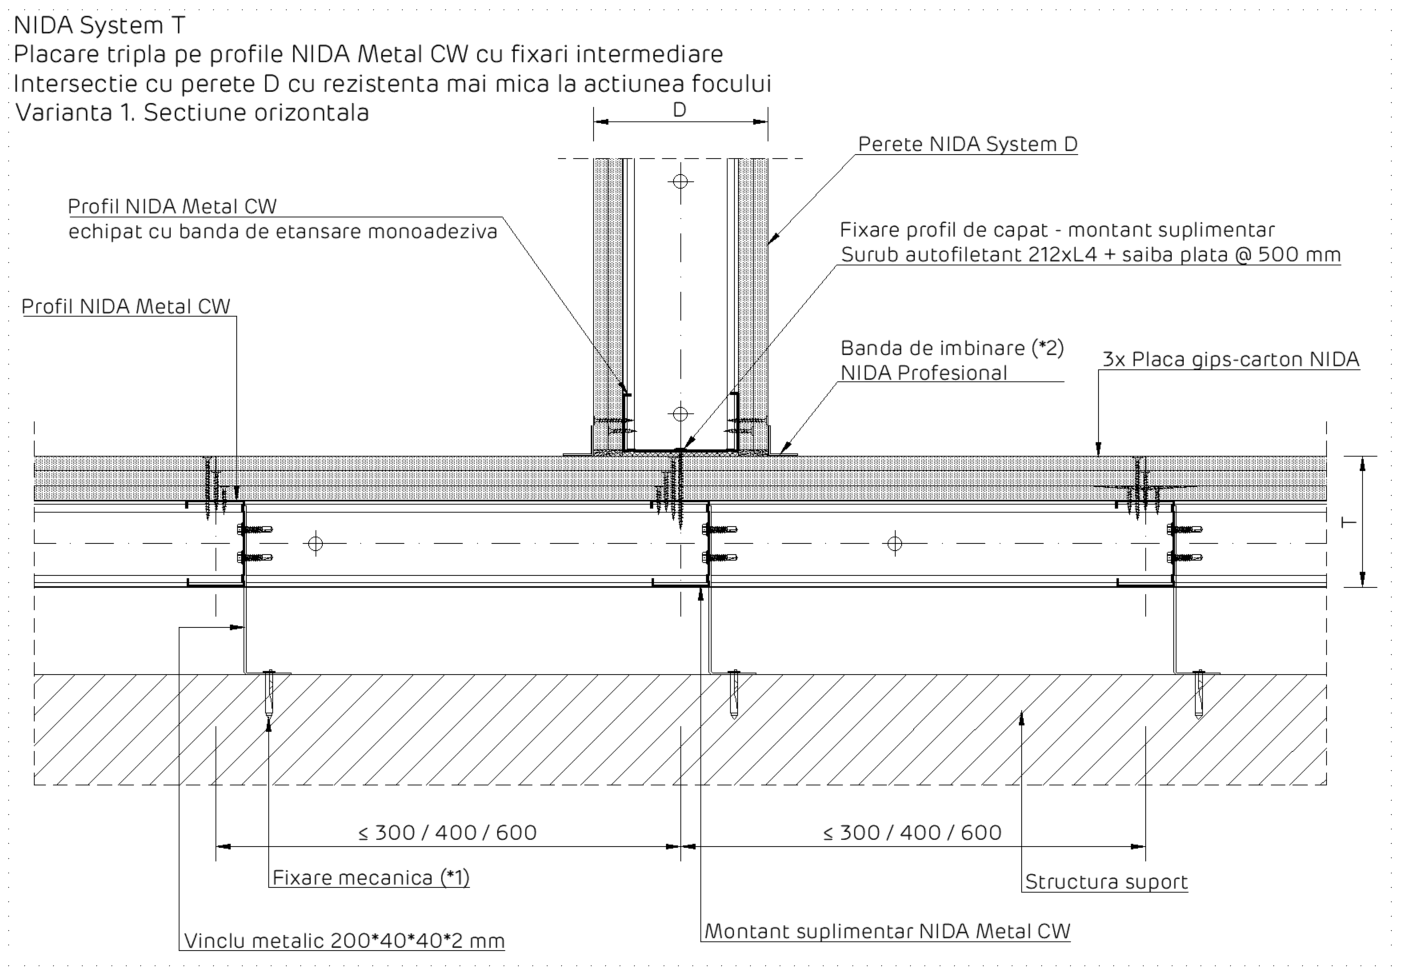 NIDA System T
Placare tripla pe profile NIDA Metal CW cu fixari intermediare
Intersectie cu perete D cu rezistenta mai mica la actiunea focului
Varianta 1. Sectiune orizontala
D
Perete NIDA System D
Profil NIDA Metal CW
echipat cu banda de etansare monoadeziva
Fixare profil de capat - montant suplimentar
Surub autofiletant 212xL4 + saiba plata @ 500 mm
Profil NIDA Metal CW
Banda de imbinare (*2)
NIDA Profesional
3x Placa gips-carton NIDA
T
≤ 300 / 400 / 600
≤ 300 / 400 / 600
Fixare mecanica (*1)
Structura suport
Montant suplimentar NIDA Metal CW
Vinclu metalic 200*40*40*2 mm